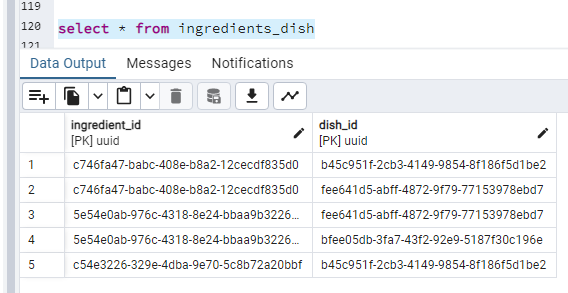 119
120 select * from ingredients_dish
121
Data Output Messages Notifications
ingredient_id dish_id
[PK] uuid [PK] uuid
1 c746fa47-babc-408e-b8a2-12cecdf835d0 b45c951f-2cb3-4149-9854-8f186f5d1be2
2 c746fa47-babc-408e-b8a2-12cecdf835d0 fee641d5-abff-4872-9f79-77153978ebd7
3 5e54e0ab-976c-4318-8e24-bbaa9b3226... fee641d5-abff-4872-9f79-77153978ebd7
4 5e54e0ab-976c-4318-8e24-bbaa9b3226... bfee05db-3fa7-43f2-92e9-5187f30c196e
5 c54e3226-329e-4dba-9e70-5c8b72a20bbf b45c951f-2cb3-4149-9854-8f186f5d1be2